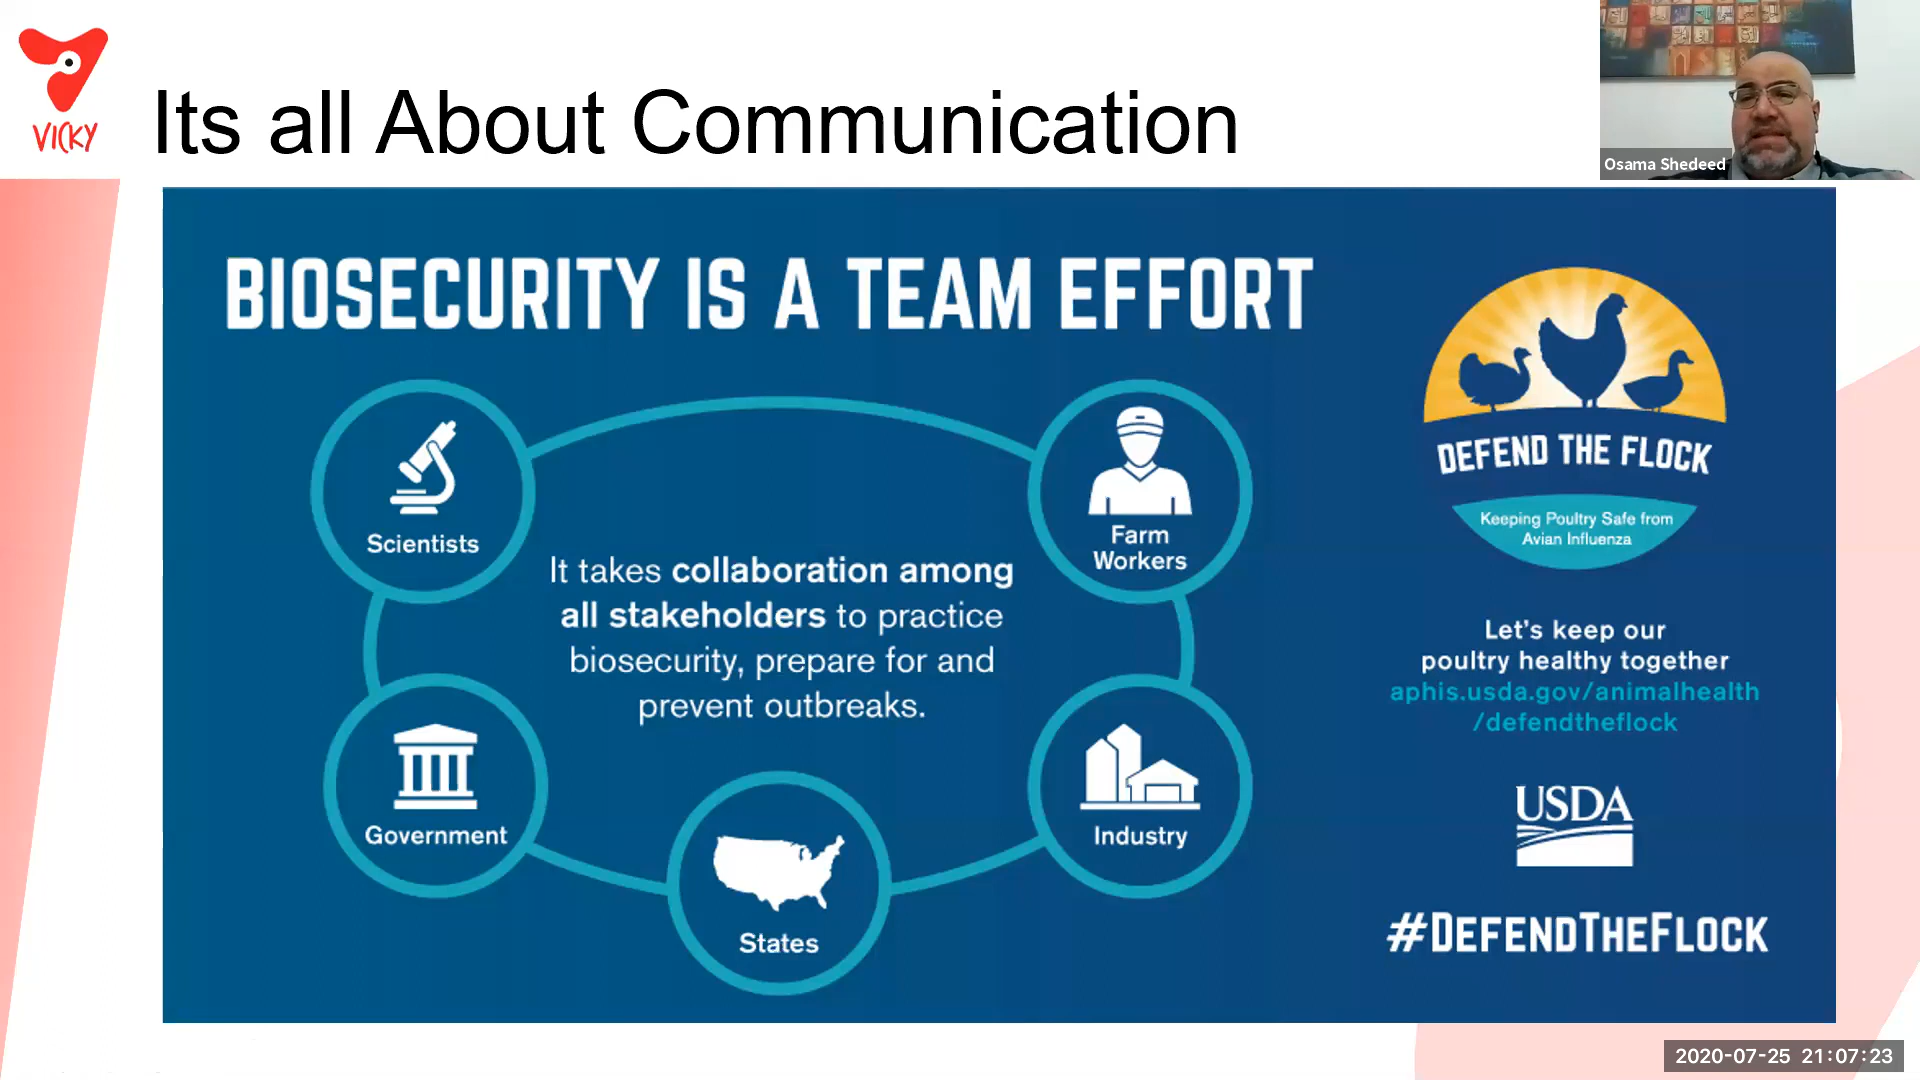 VICKY
Its all About Communication
Osama Shedeed
BIOSECURITY IS A TEAM EFFORT
Scientists
Farm
Workers
It takes collaboration among
all stakeholders to practice
biosecurity, prepare for and
prevent outbreaks.
Government
Industry
States
DEFEND THE FLOCK
Keeping Poultry Safe from
Avian Influenza
Let's keep our
poultry healthy together
aphis.usda.gov/animalhealth
/defendtheflock
USDA
#DEFENDTHEFLOCK
2020-07-25 21:07:23